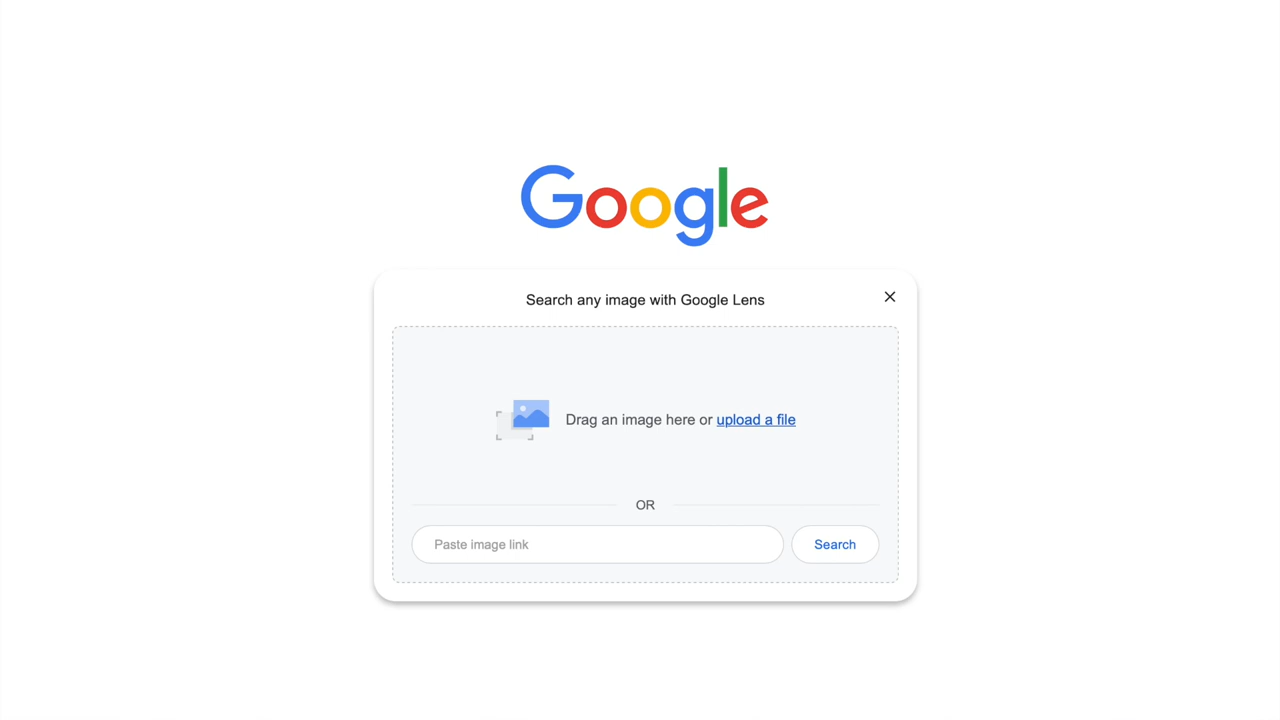 Google
Search any image with Google Lens
Drag an image here or upload a file
OR
Paste image link
Search